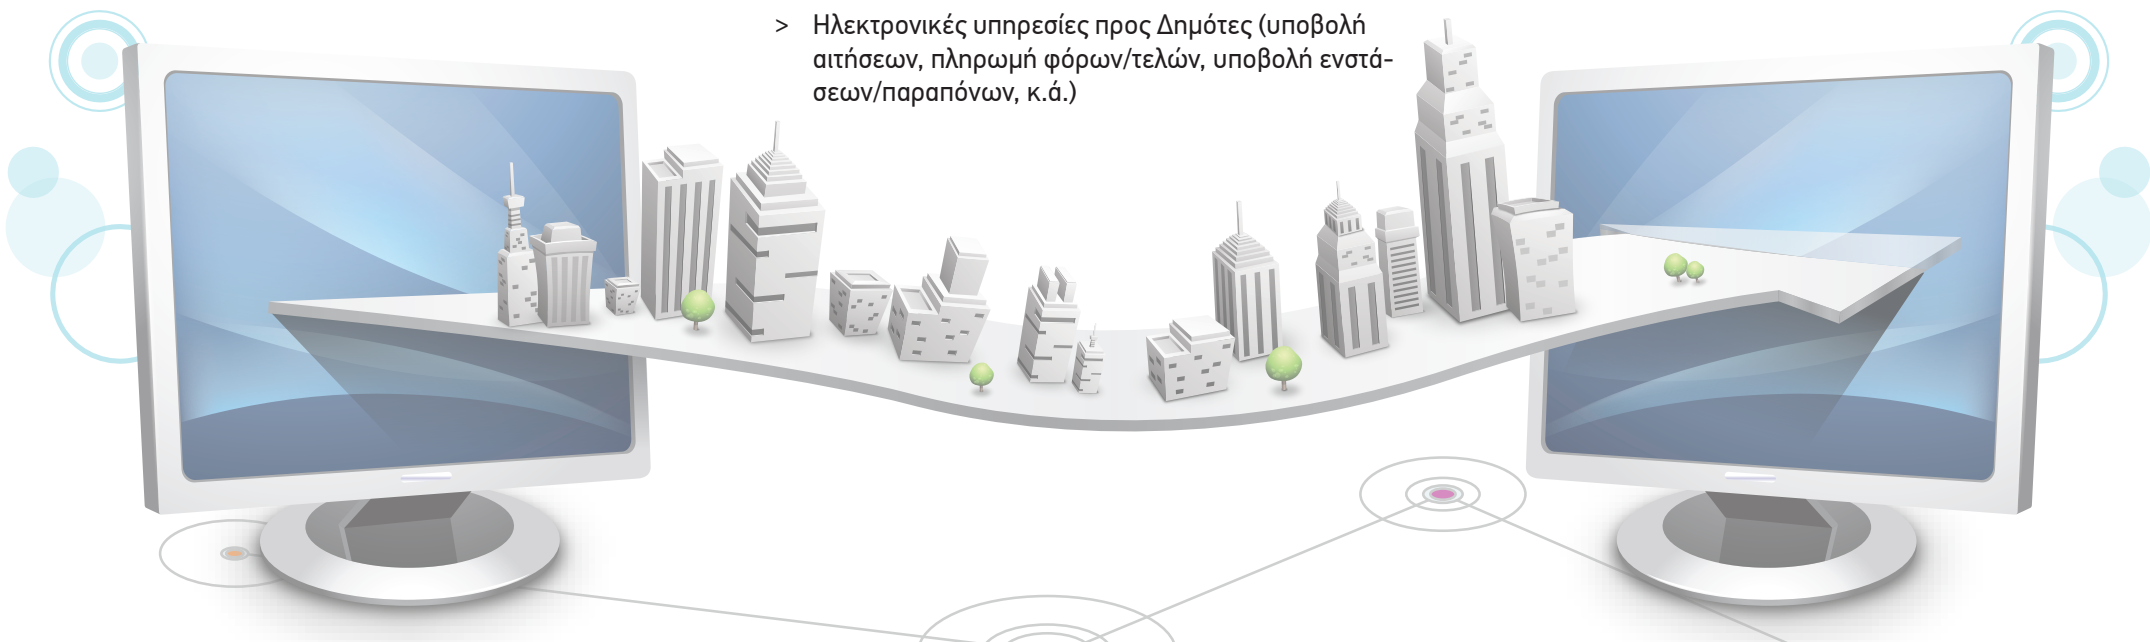 > Ηλεκτρονικές υπηρεσίες προς Δημότες (υποβολή
αιτήσεων, πληρωμή φόρων/τελών, υποβολή ενστά-
σεων/παραπόνων, κ.ά.)